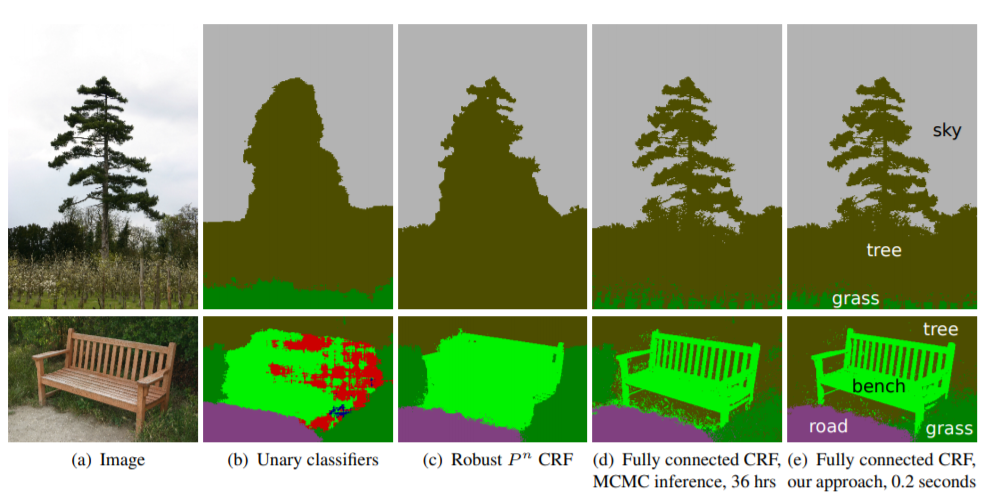 sky
tree
grass
tree
bench
road
grass
(a) Image
(b) Unary classifiers
(c) Robust Pⁿ CRF
(d) Fully connected CRF,
MCMC inference, 36 hrs
(e) Fully connected CRF,
our approach, 0.2 seconds